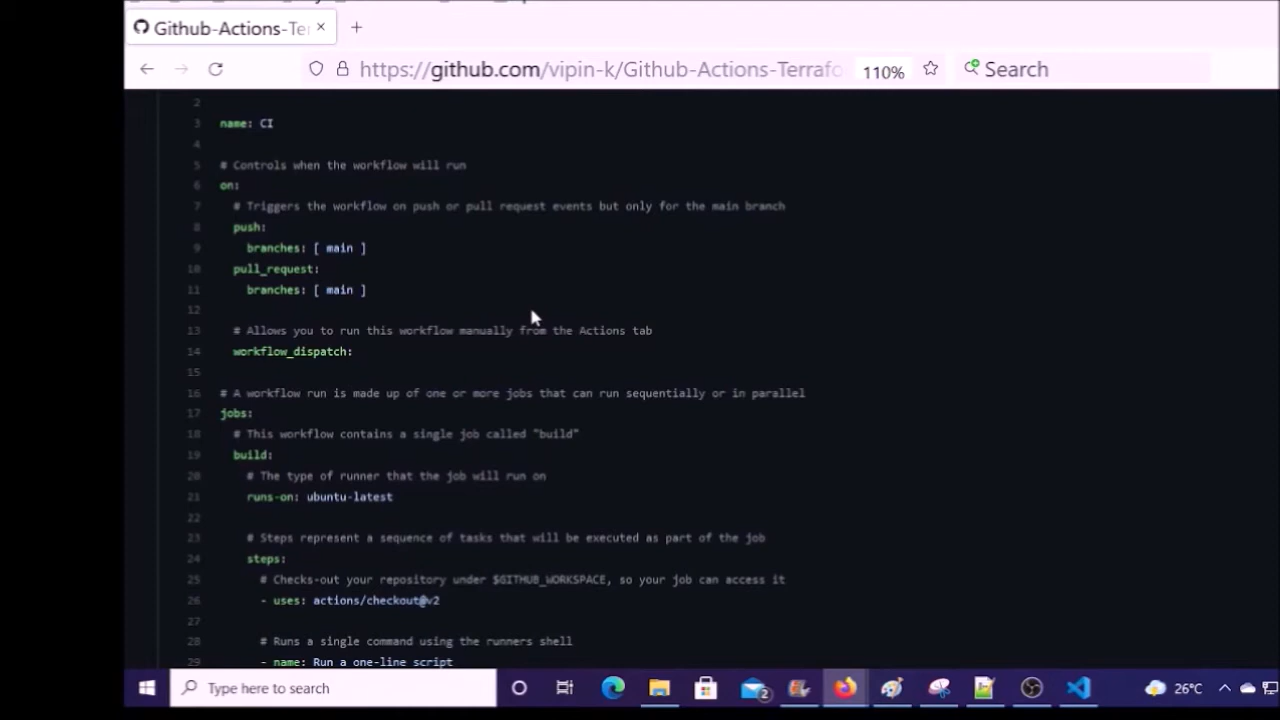 Github-Actions-Te
https://github.com/vipin-k/Github-Actions-Terrafo
110%
Search
2
3 name: CI
4
5 # Controls when the workflow will run
6 on:
7 # Triggers the workflow on push or pull request events but only for the main branch
8 push:
9 branches: [ main ]
10 pull_request:
11 branches: [ main ]
12
13 # Allows you to run this workflow manually from the Actions tab
14 workflow_dispatch:
15
16 # A workflow run is made up of one or more jobs that can run sequentially or in parallel
17 jobs:
18 # This workflow contains a single job called "build"
19 build:
20 # The type of runner that the job will run on
21 runs-on: ubuntu-latest
22
23 # Steps represent a sequence of tasks that will be executed as part of the job
24 steps:
25 # Checks-out your repository under $GITHUB_WORKSPACE, so your job can access it
26 - uses: actions/checkout@v2
27
28 # Runs a single command using the runners shell
29 - name: Run a one-line script
Type here to search
2
26°C